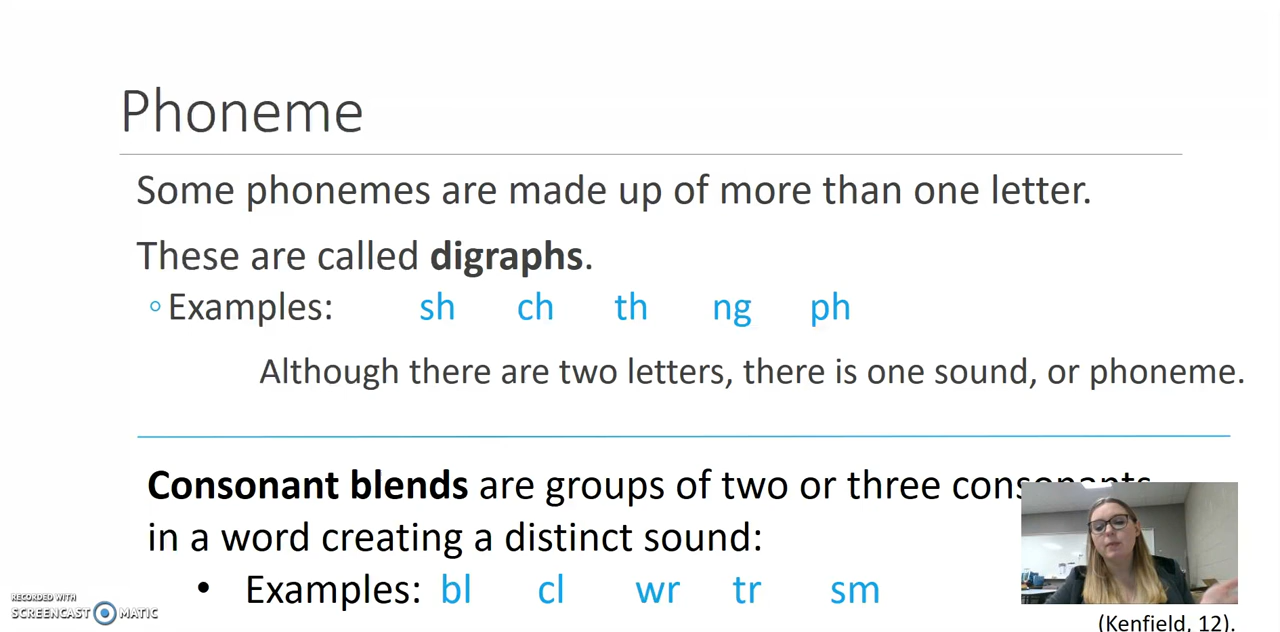 Phoneme
Some phonemes are made up of more than one letter.
These are called digraphs.
Examples: sh ch th ng ph
Although there are two letters, there is one sound, or phoneme.
Consonant blends are groups of two or three consonants
in a word creating a distinct sound:
• Examples: bl cl wr tr sm
(Kenfield, 12).
RECORDED WITH
SCREENCAST MATIC